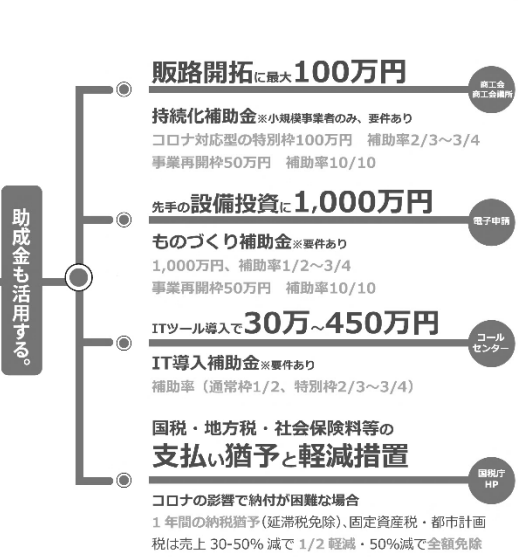 助成金も活用する。
販路開拓に最大100万円
商工会
商工会議所
持続化補助金※小規模事業者のみ、要件あり
コロナ対応型の特別枠100万円　補助率2/3～3/4
事業再開枠50万円　補助率10/10
先手の設備投資に1,000万円
電子申請
ものづくり補助金※要件あり
1,000万円、補助率1/2～3/4
事業再開枠50万円　補助率10/10
ITツール導入で30万～450万円
コール
センター
IT導入補助金※要件あり
補助率（通常枠1/2、特別枠2/3～3/4）
国税・地方税・社会保険料等の
支払い猶予と軽減措置
国税庁
HP
コロナの影響で納付が困難な場合
1年間の納税猶予(延滞税免除)、固定資産税・都市計画
税は売上30-50%減で1/2軽減・50%減で全額免除